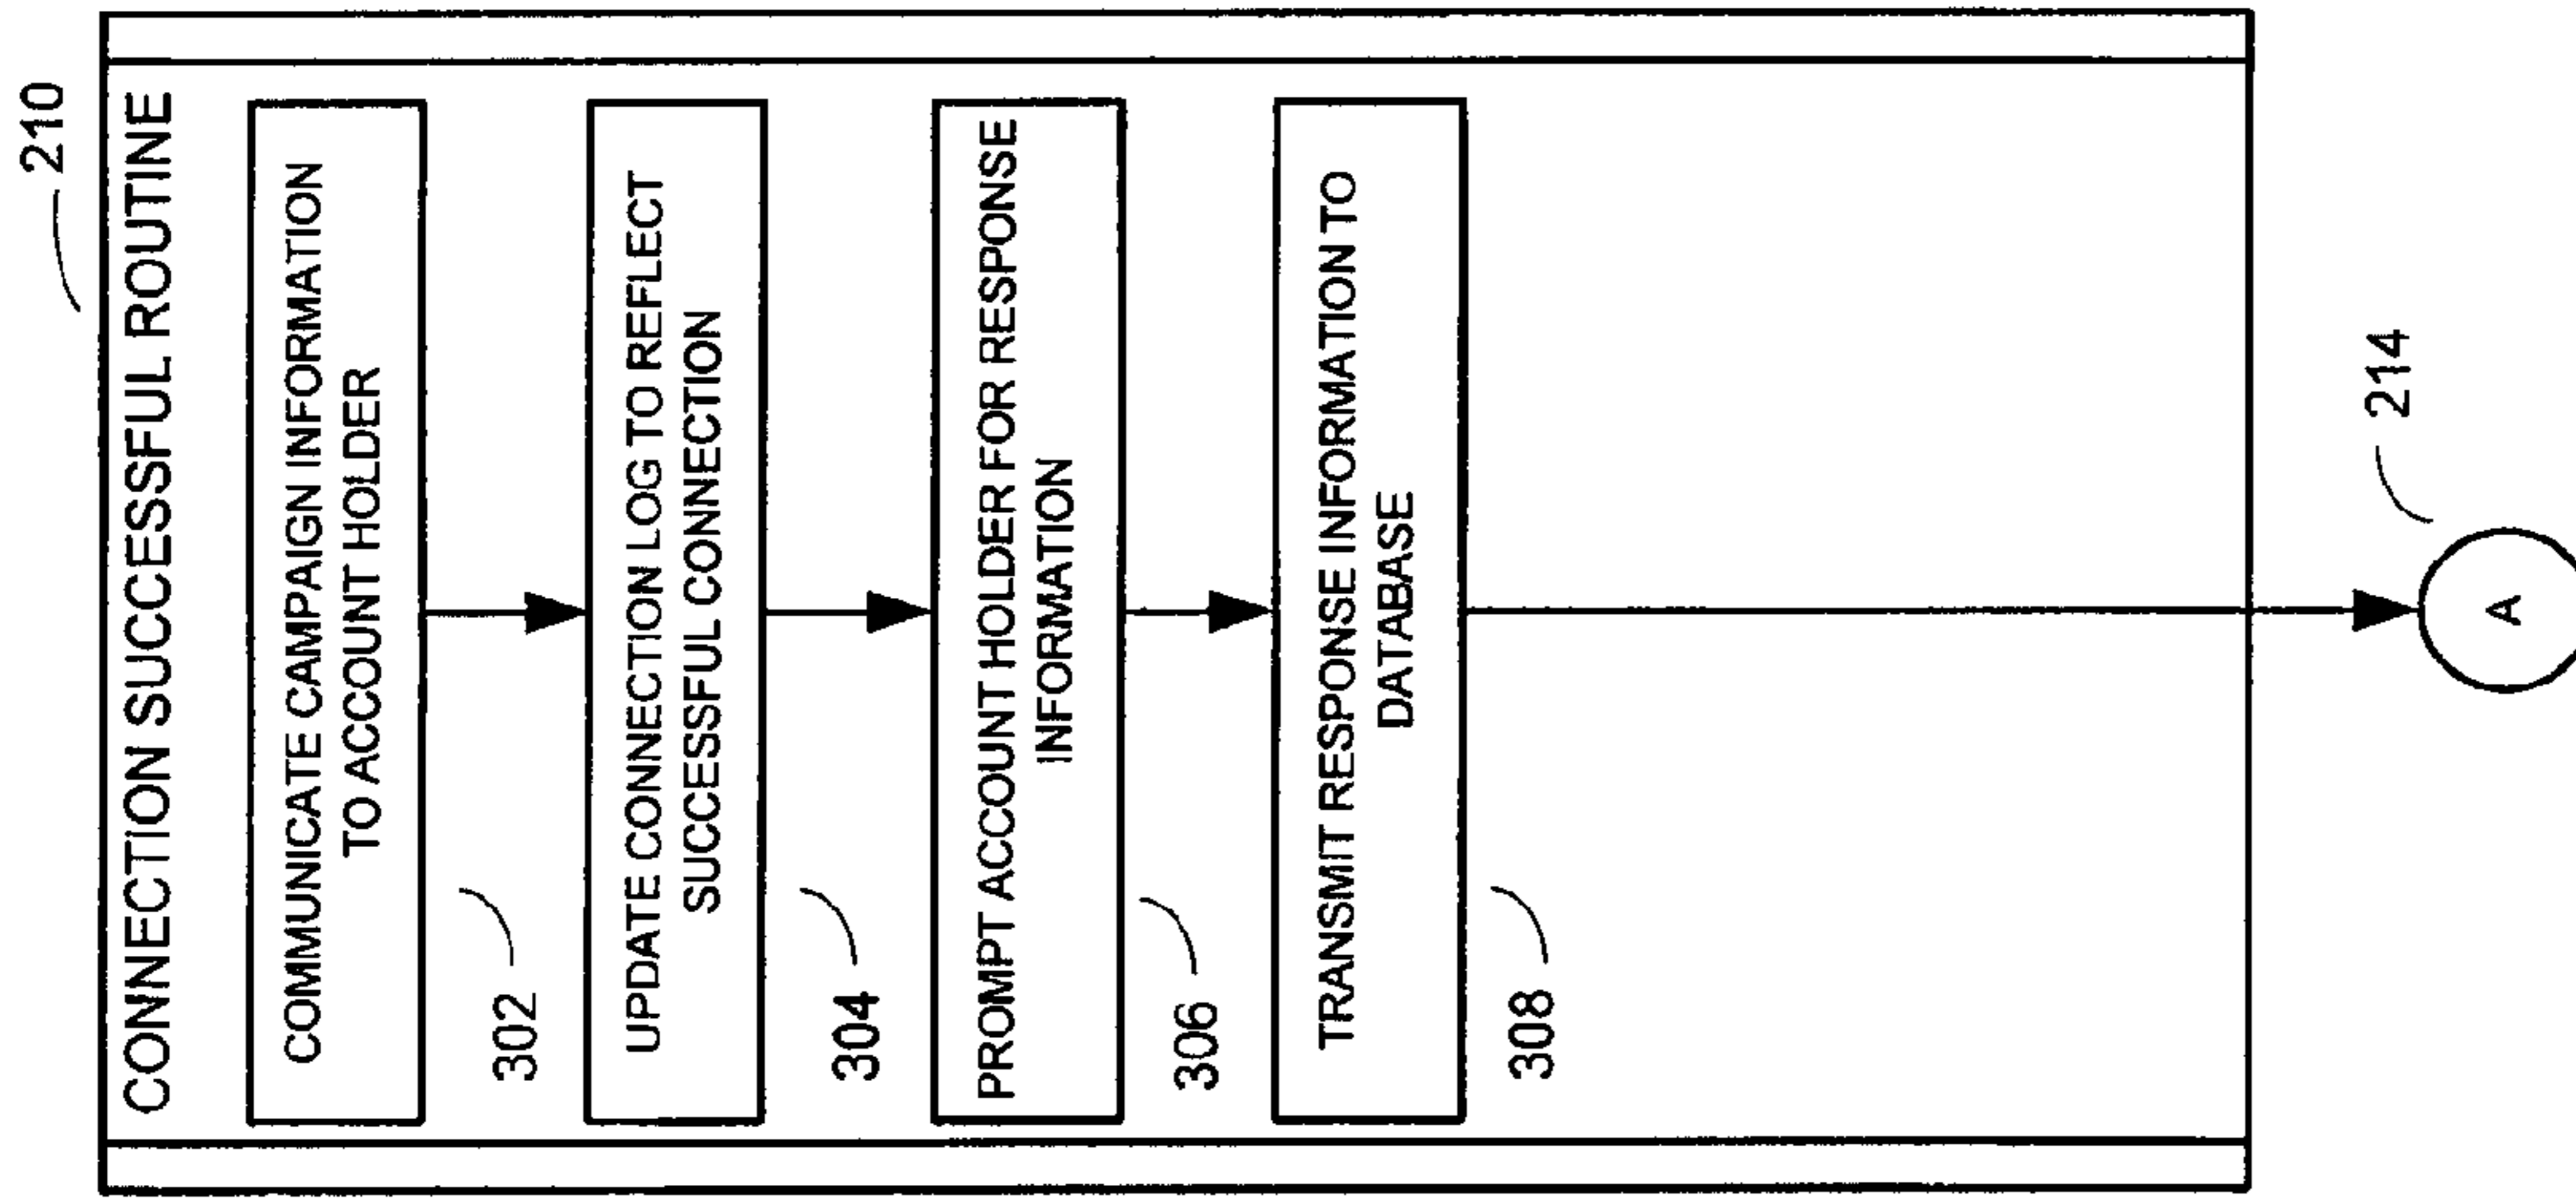 210
CONNECTION SUCCESSFUL ROUTINE
COMMUNICATE CAMPAIGN INFORMATION
TO ACCOUNT HOLDER
302
UPDATE CONNECTION LOG TO REFLECT
SUCCESSFUL CONNECTION
304
PROMPT ACCOUNT HOLDER FOR RESPONSE
INFORMATION
306
TRANSMIT RESPONSE INFORMATION TO
DATABASE
308
214
A